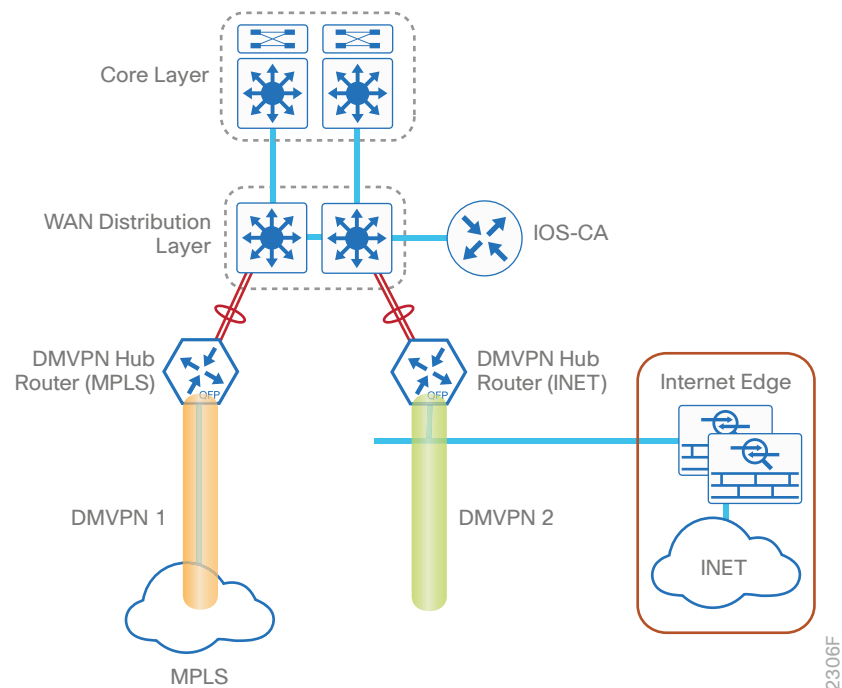 Core Layer
WAN Distribution
Layer
IOS-CA
DMVPN Hub
Router (MPLS)
QFP
DMVPN Hub
Router (INET)
QFP
Internet Edge
DMVPN 1
DMVPN 2
INET
MPLS
2306F